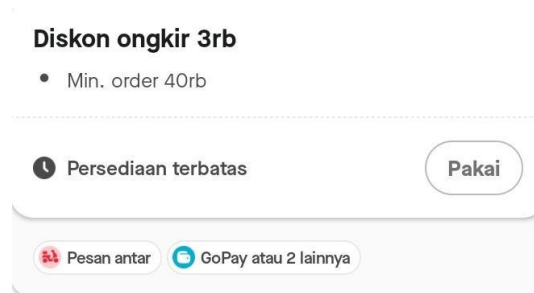 Diskon ongkir 3rb
• Min. order 40rb
Persediaan terbatas
Pakai
Pesan antar
GoPay atau 2 lainnya